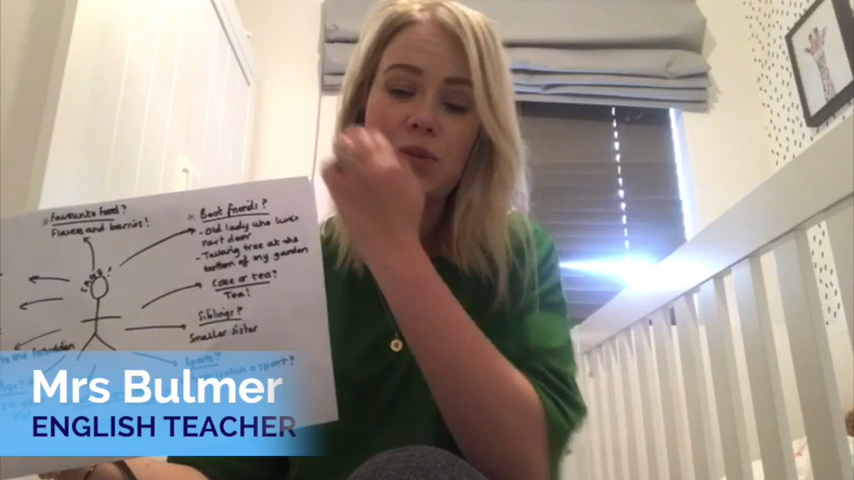 Favourite food?
Flowers and berries!
Best friends?
- Old lady who lives
next door
- Talking tree at the
bottom of my garden
Coke or tea?
Tea!
Siblings?
Smaller sister
Sports?
Mrs Bulmer
ENGLISH TEACHER